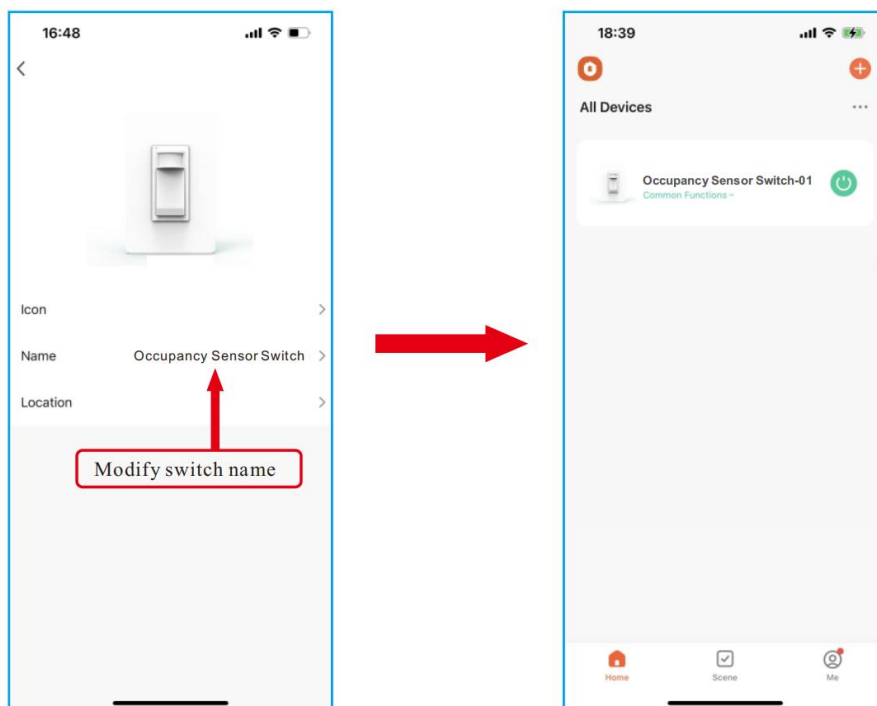 16:48
Icon
Name Occupancy Sensor Switch
Location
Modify switch name
18:39
All Devices
Occupancy Sensor Switch-01
Common Functions
Home Scene Me